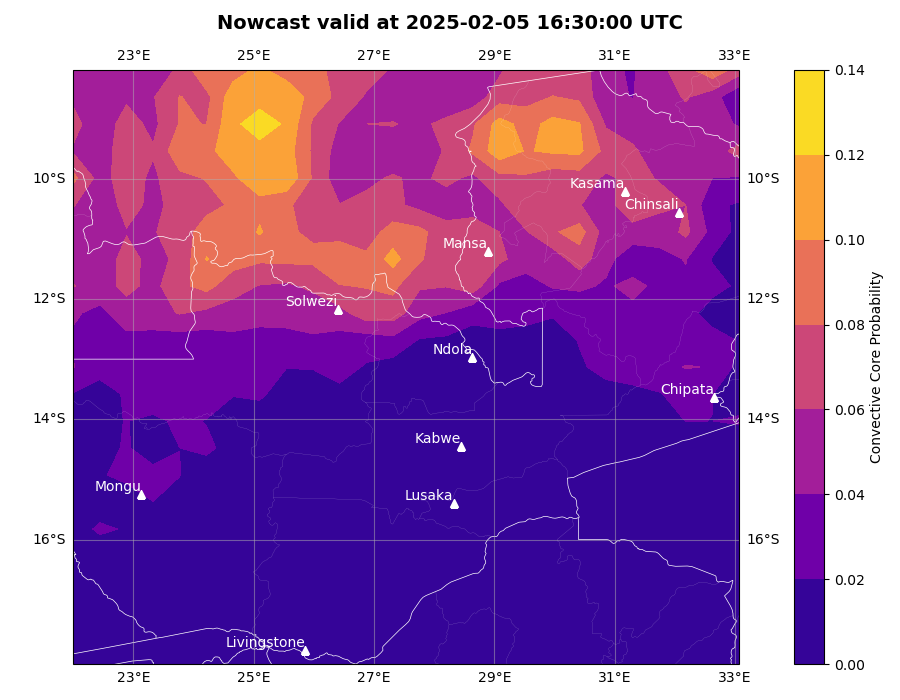 Nowcast valid at 2025-02-05 16:30:00 UTC
23°E 25°E 27°E 29°E 31°E 33°E
0.14
0.12
10°S 10°S
Kasama
Chinsali
0.10
Mansa
12°S 12°S
Solwezi
0.08
Ndola
Chipata
0.06
14°S 14°S
Kabwe
Mongu
Lusaka
0.04
16°S 16°S
0.02
Livingstone
0.00
23°E 25°E 27°E 29°E 31°E 33°E
Convective Core Probability